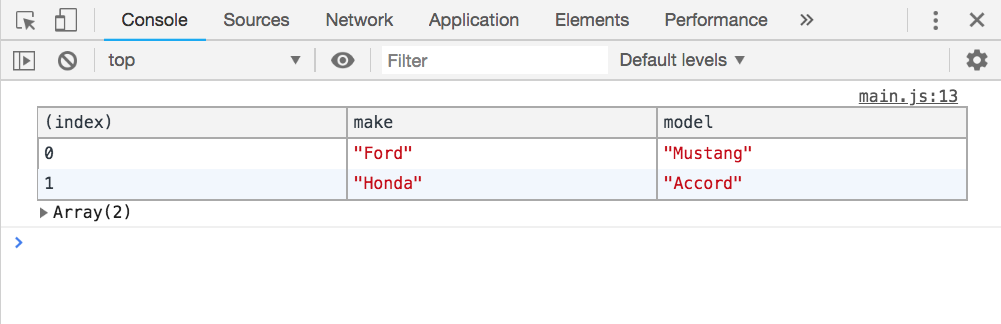 Console Sources Network Application Elements Performance »
top Filter Default levels
main.js:13
(index) make model
0 "Ford" "Mustang"
1 "Honda" "Accord"
Array(2)